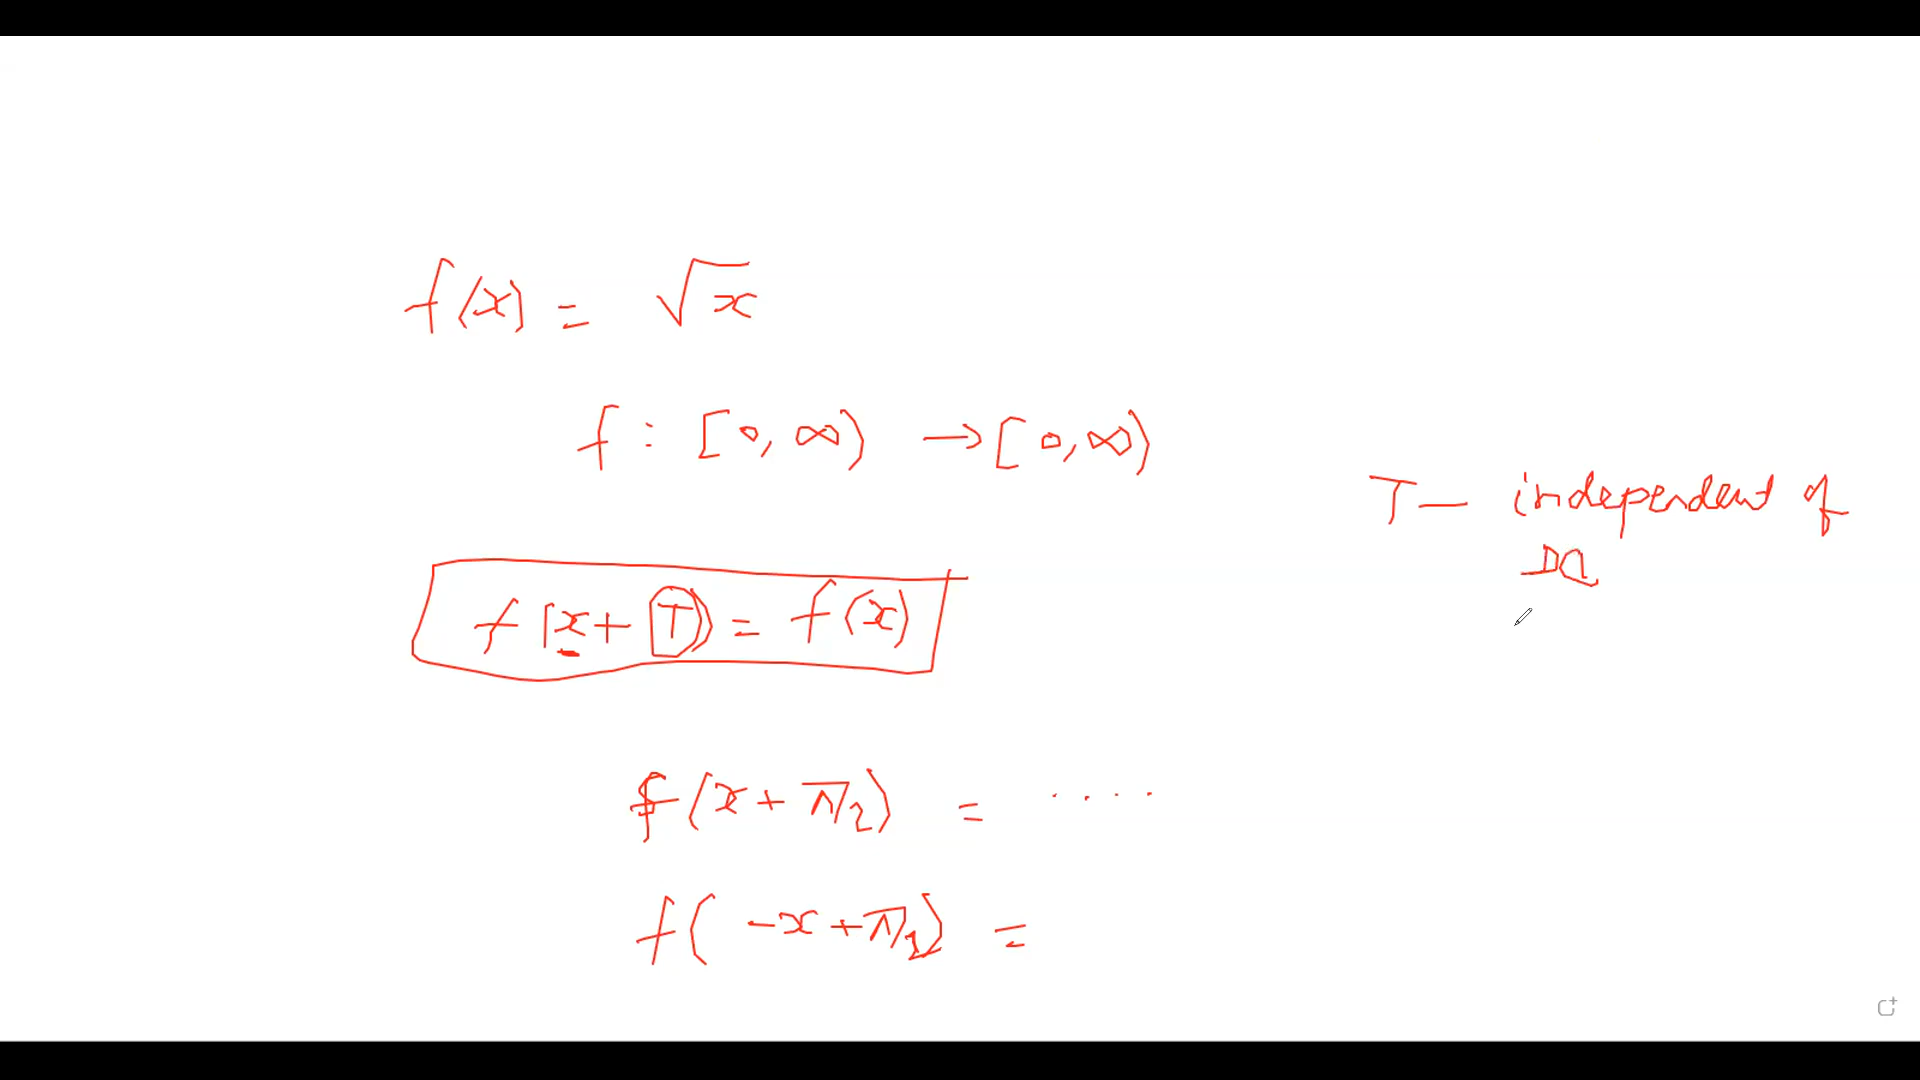 f(x) = √x
f : [0, ∞) → [0, ∞)
T — independent of
f(x + T) = f(x)
f(x + π/2) = ....
f( -x + π/2) =